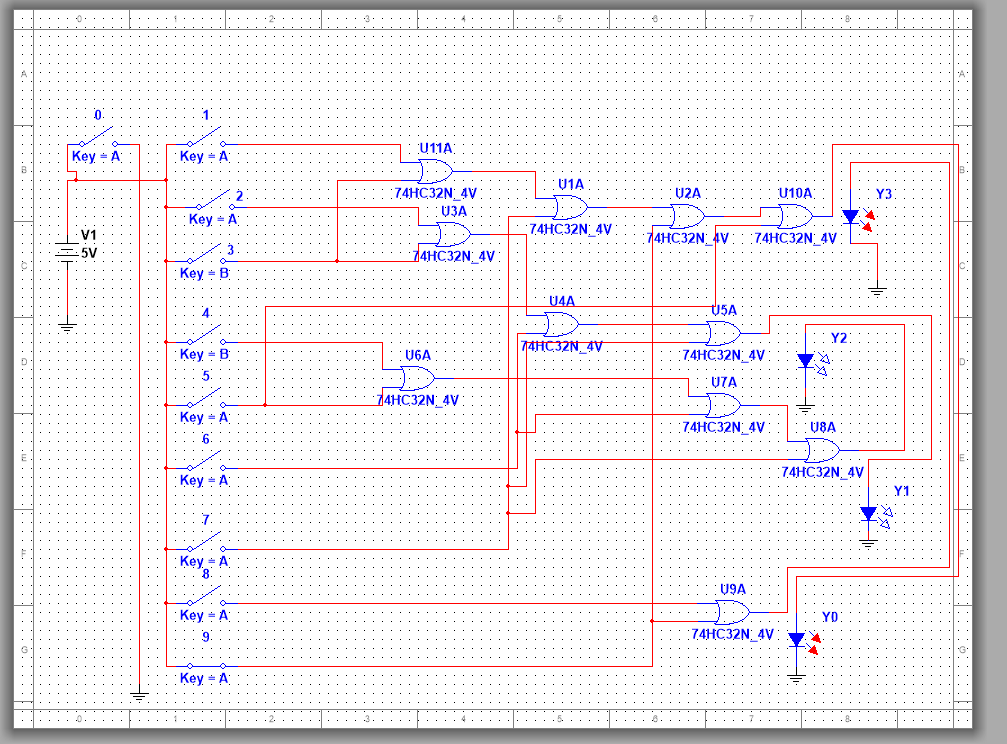 0 1 2 3 4 5 6 7 8
A A
0
Key = A
1
Key = A
U11A
74HC32N_4V
B B
2
Key = A
U3A
74HC32N_4V
U1A
74HC32N_4V
U2A
74HC32N_4V
U10A
74HC32N_4V
Y3
V1
5V
3
Key = B
C C
4
Key = B
U4A
74HC32N_4V
U5A
74HC32N_4V
Y2
D D
5
Key = A
U6A
74HC32N_4V
U7A
74HC32N_4V
6
Key = A
U8A
74HC32N_4V
E E
Y1
7
Key = A
F F
8
Key = A
U9A
74HC32N_4V
Y0
9
Key = A
G G
0 1 2 3 4 5 6 7 8